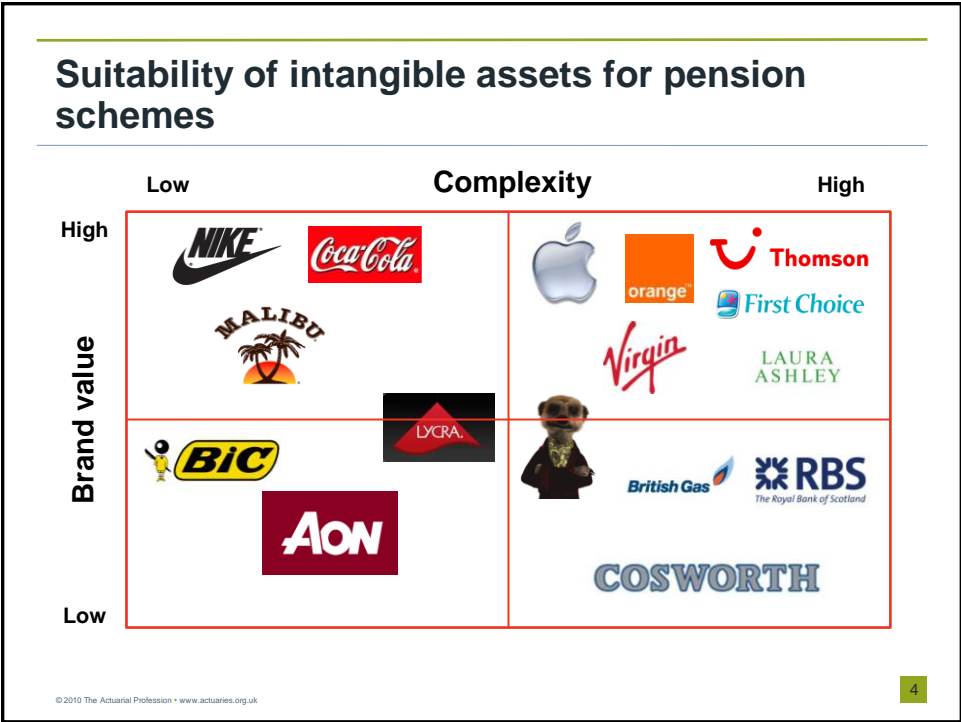 Suitability of intangible assets for pension
schemes
Low Complexity High
High
Brand value
Low
NIKE
Coca-Cola
orange™
Thomson
First Choice
MALIBU
Virgin
LAURA
ASHLEY
LYCRA.
BiC
British Gas
RBS
The Royal Bank of Scotland
AON
COSWORTH
© 2010 The Actuarial Profession • www.actuaries.org.uk
4